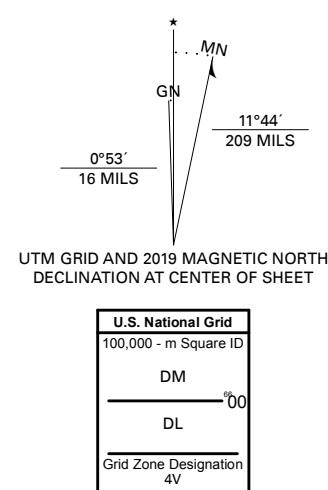 ★
MN
GN
11°44´
209 MILS
0°53´
16 MILS
UTM GRID AND 2019 MAGNETIC NORTH
DECLINATION AT CENTER OF SHEET
U.S. National Grid
100,000 - m Square ID
DM
6600
DL
Grid Zone Designation
4V